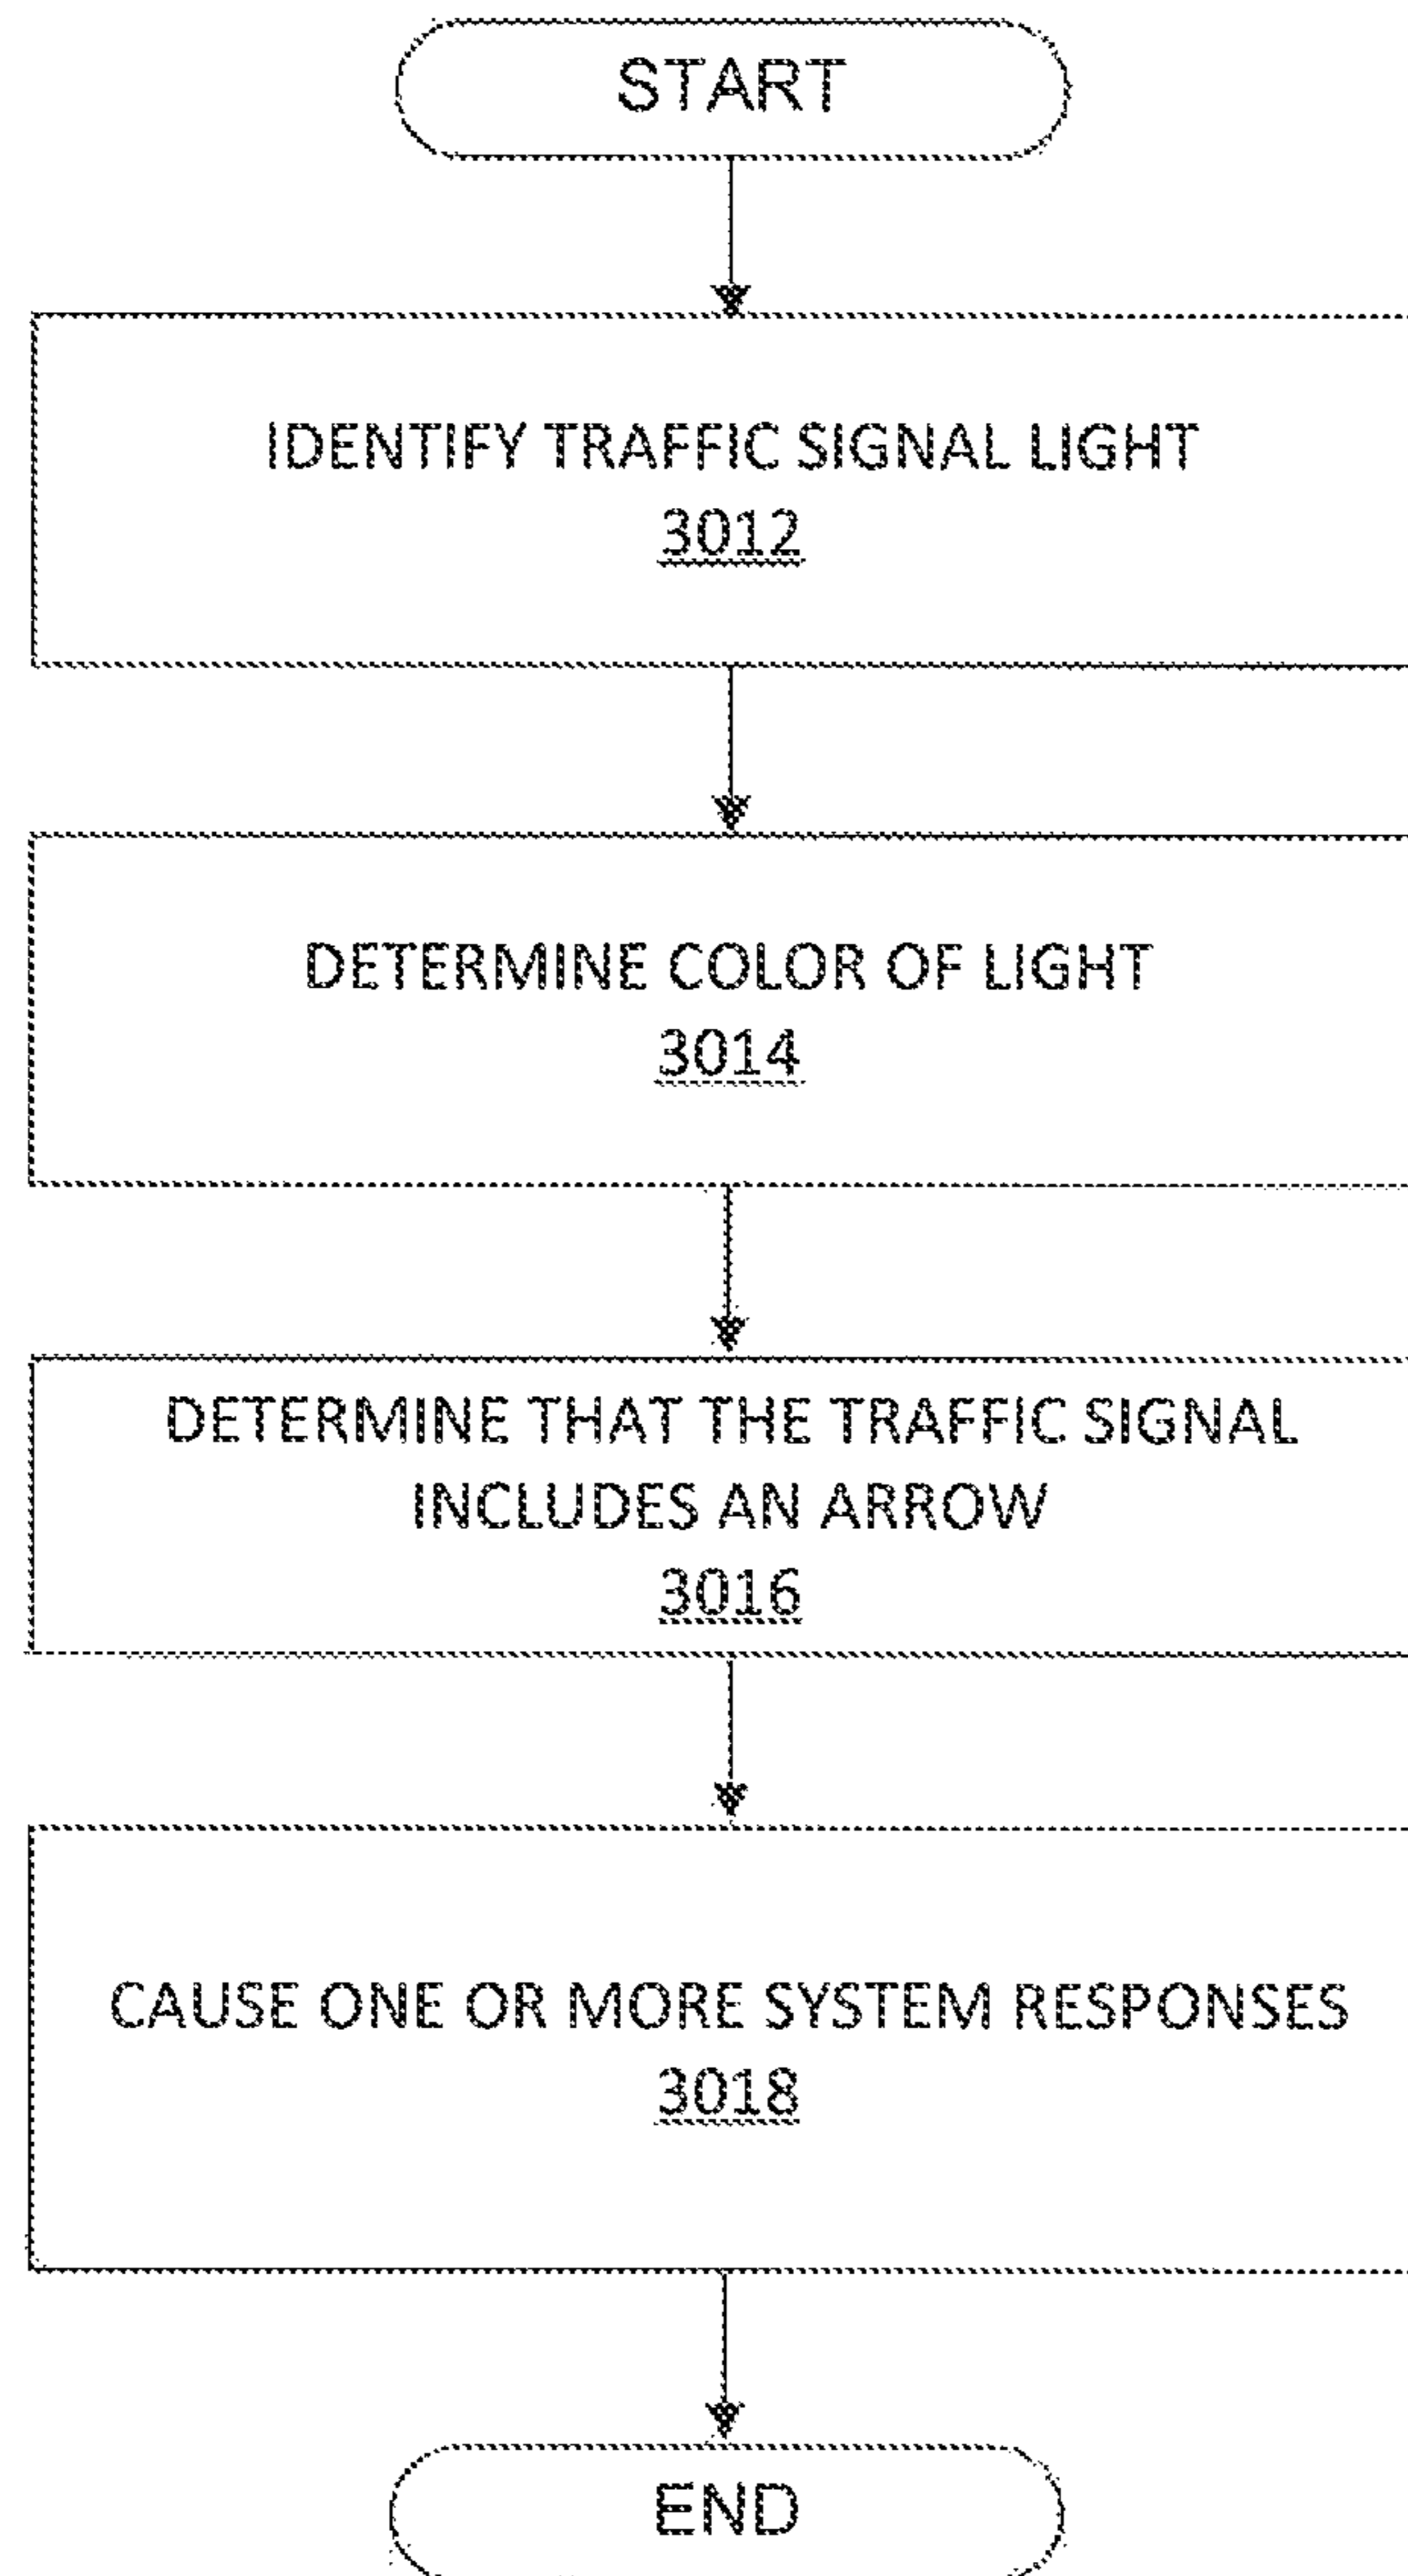 START
IDENTIFY TRAFFIC SIGNAL LIGHT
3012
DETERMINE COLOR OF LIGHT
3014
DETERMINE THAT THE TRAFFIC SIGNAL
INCLUDES AN ARROW
3016
CAUSE ONE OR MORE SYSTEM RESPONSES
3018
END